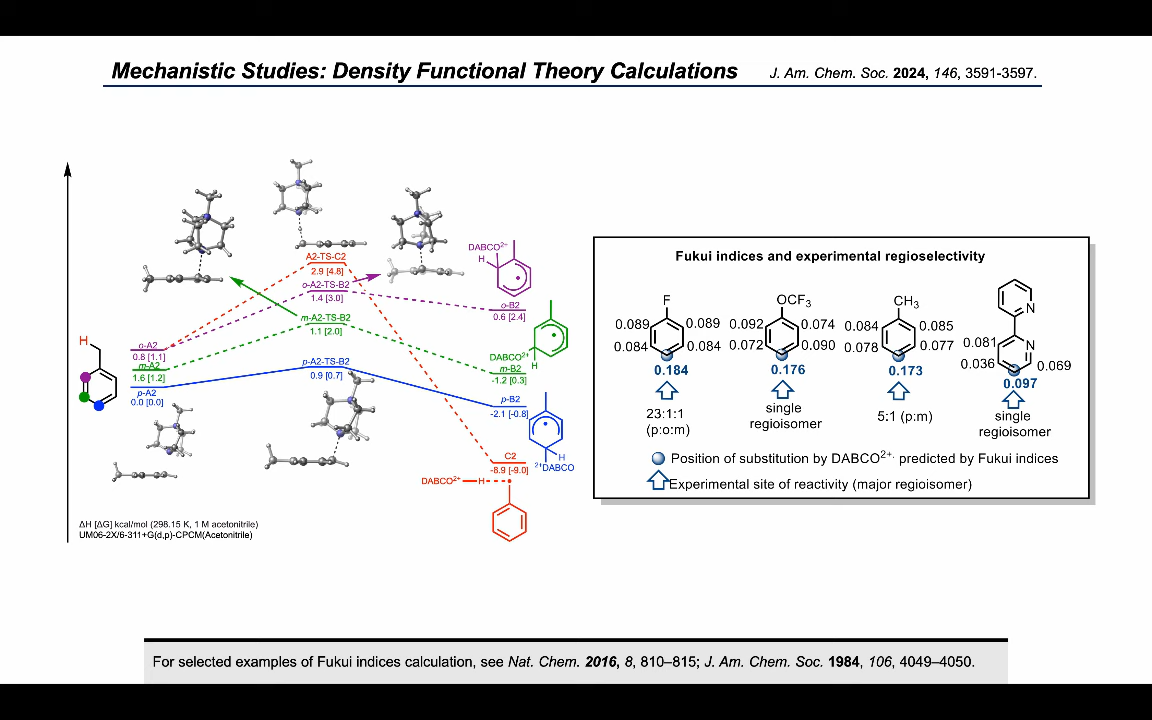 Mechanistic Studies: Density Functional Theory Calculations
J. Am. Chem. Soc. 2024, 146, 3591-3597.
H
o-A2
0.8 [1.1]
m-A2
1.6 [1.2]
p-A2
0.0 [0.0]
A2-TS-C2
2.9 [4.8]
o-A2-TS-B2
1.4 [3.0]
m-A2-TS-B2
1.1 [2.0]
p-A2-TS-B2
0.9 [0.7]
DABCO2+
H
o-B2
0.6 [2.4]
DABCO2+
H
m-B2
-1.2 [0.3]
p-B2
-2.1 [-0.8]
H
2+DABCO
C2
-8.9 [-9.0]
DABCO2+
H
ΔH [ΔG] kcal/mol (298.15 K, 1 M acetonitrile)
UM06-2X/6-311+G(d,p)-CPCM(Acetonitrile)
Fukui indices and experimental regioselectivity
F
0.089
0.089
0.084
0.084
0.184
23:1:1
(p:o:m)
OCF3
0.092
0.074
0.072
0.090
0.176
single
regioisomer
CH3
0.084
0.085
0.078
0.077
0.173
5:1 (p:m)
N
N
0.081
0.036
0.069
0.097
single
regioisomer
Position of substitution by DABCO2+· predicted by Fukui indices
Experimental site of reactivity (major regioisomer)
For selected examples of Fukui indices calculation, see Nat. Chem. 2016, 8, 810–815; J. Am. Chem. Soc. 1984, 106, 4049–4050.